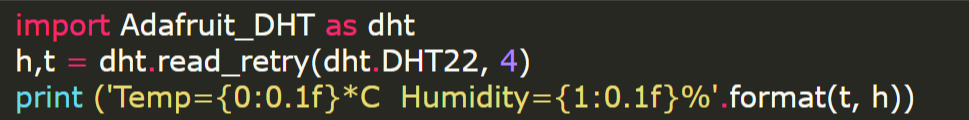 import Adafruit_DHT as dht
h,t = dht.read_retry(dht.DHT22, 4)
print ('Temp={0:0.1f}*C  Humidity={1:0.1f}%'.format(t, h))